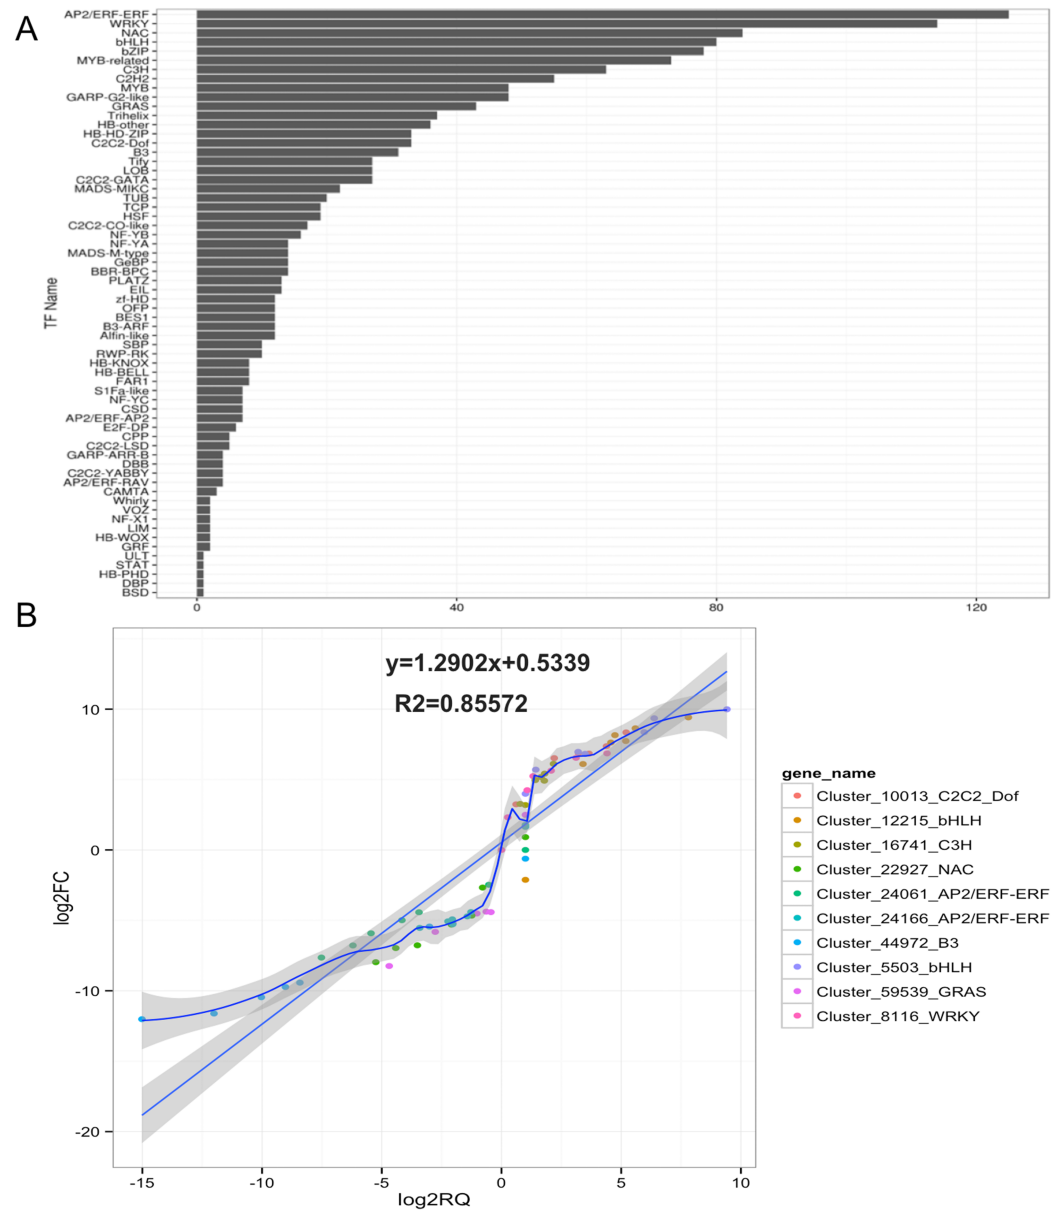 A
AP2/ERF-ERF
WRKY
NAC
bHLH
bZIP
MYB-related
C3H
C2H2
MYB
GARP-G2-like
GRAS
Trihelix
HB-other
HB-HD-ZIP
C2C2-Dof
B3
Tify
LOB
C2C2-GATA
MADS-MIKC
TUB
TCP
HSF
C2C2-CO-like
NF-YB
NF-YA
MADS-M-type
GeBP
BBR-BPC
PLATZ
EIL
zf-HD
OFP
BES1
B3-ARF
Alfin-like
SBP
RWP-RK
HB-KNOX
HB-BELL
FAR1
S1Fa-like
NF-YC
CSD
AP2/ERF-AP2
E2F-DP
CPP
C2C2-LSD
GARP-ARR-B
DBB
C2C2-YABBY
AP2/ERF-RAV
CAMTA
Whirly
VOZ
NF-X1
LIM
HB-WOX
GRF
ULT
STAT
HB-PHD
DBP
BSD
TF Name
0 40 80 120
B
y=1.2902x+0.5339
R2=0.85572
10
0
-10
-20
log2FC
-15 -10 -5 0 5 10
log2RQ
gene_name
Cluster_10013_C2C2_Dof
Cluster_12215_bHLH
Cluster_16741_C3H
Cluster_22927_NAC
Cluster_24061_AP2/ERF-ERF
Cluster_24166_AP2/ERF-ERF
Cluster_44972_B3
Cluster_5503_bHLH
Cluster_59539_GRAS
Cluster_8116_WRKY